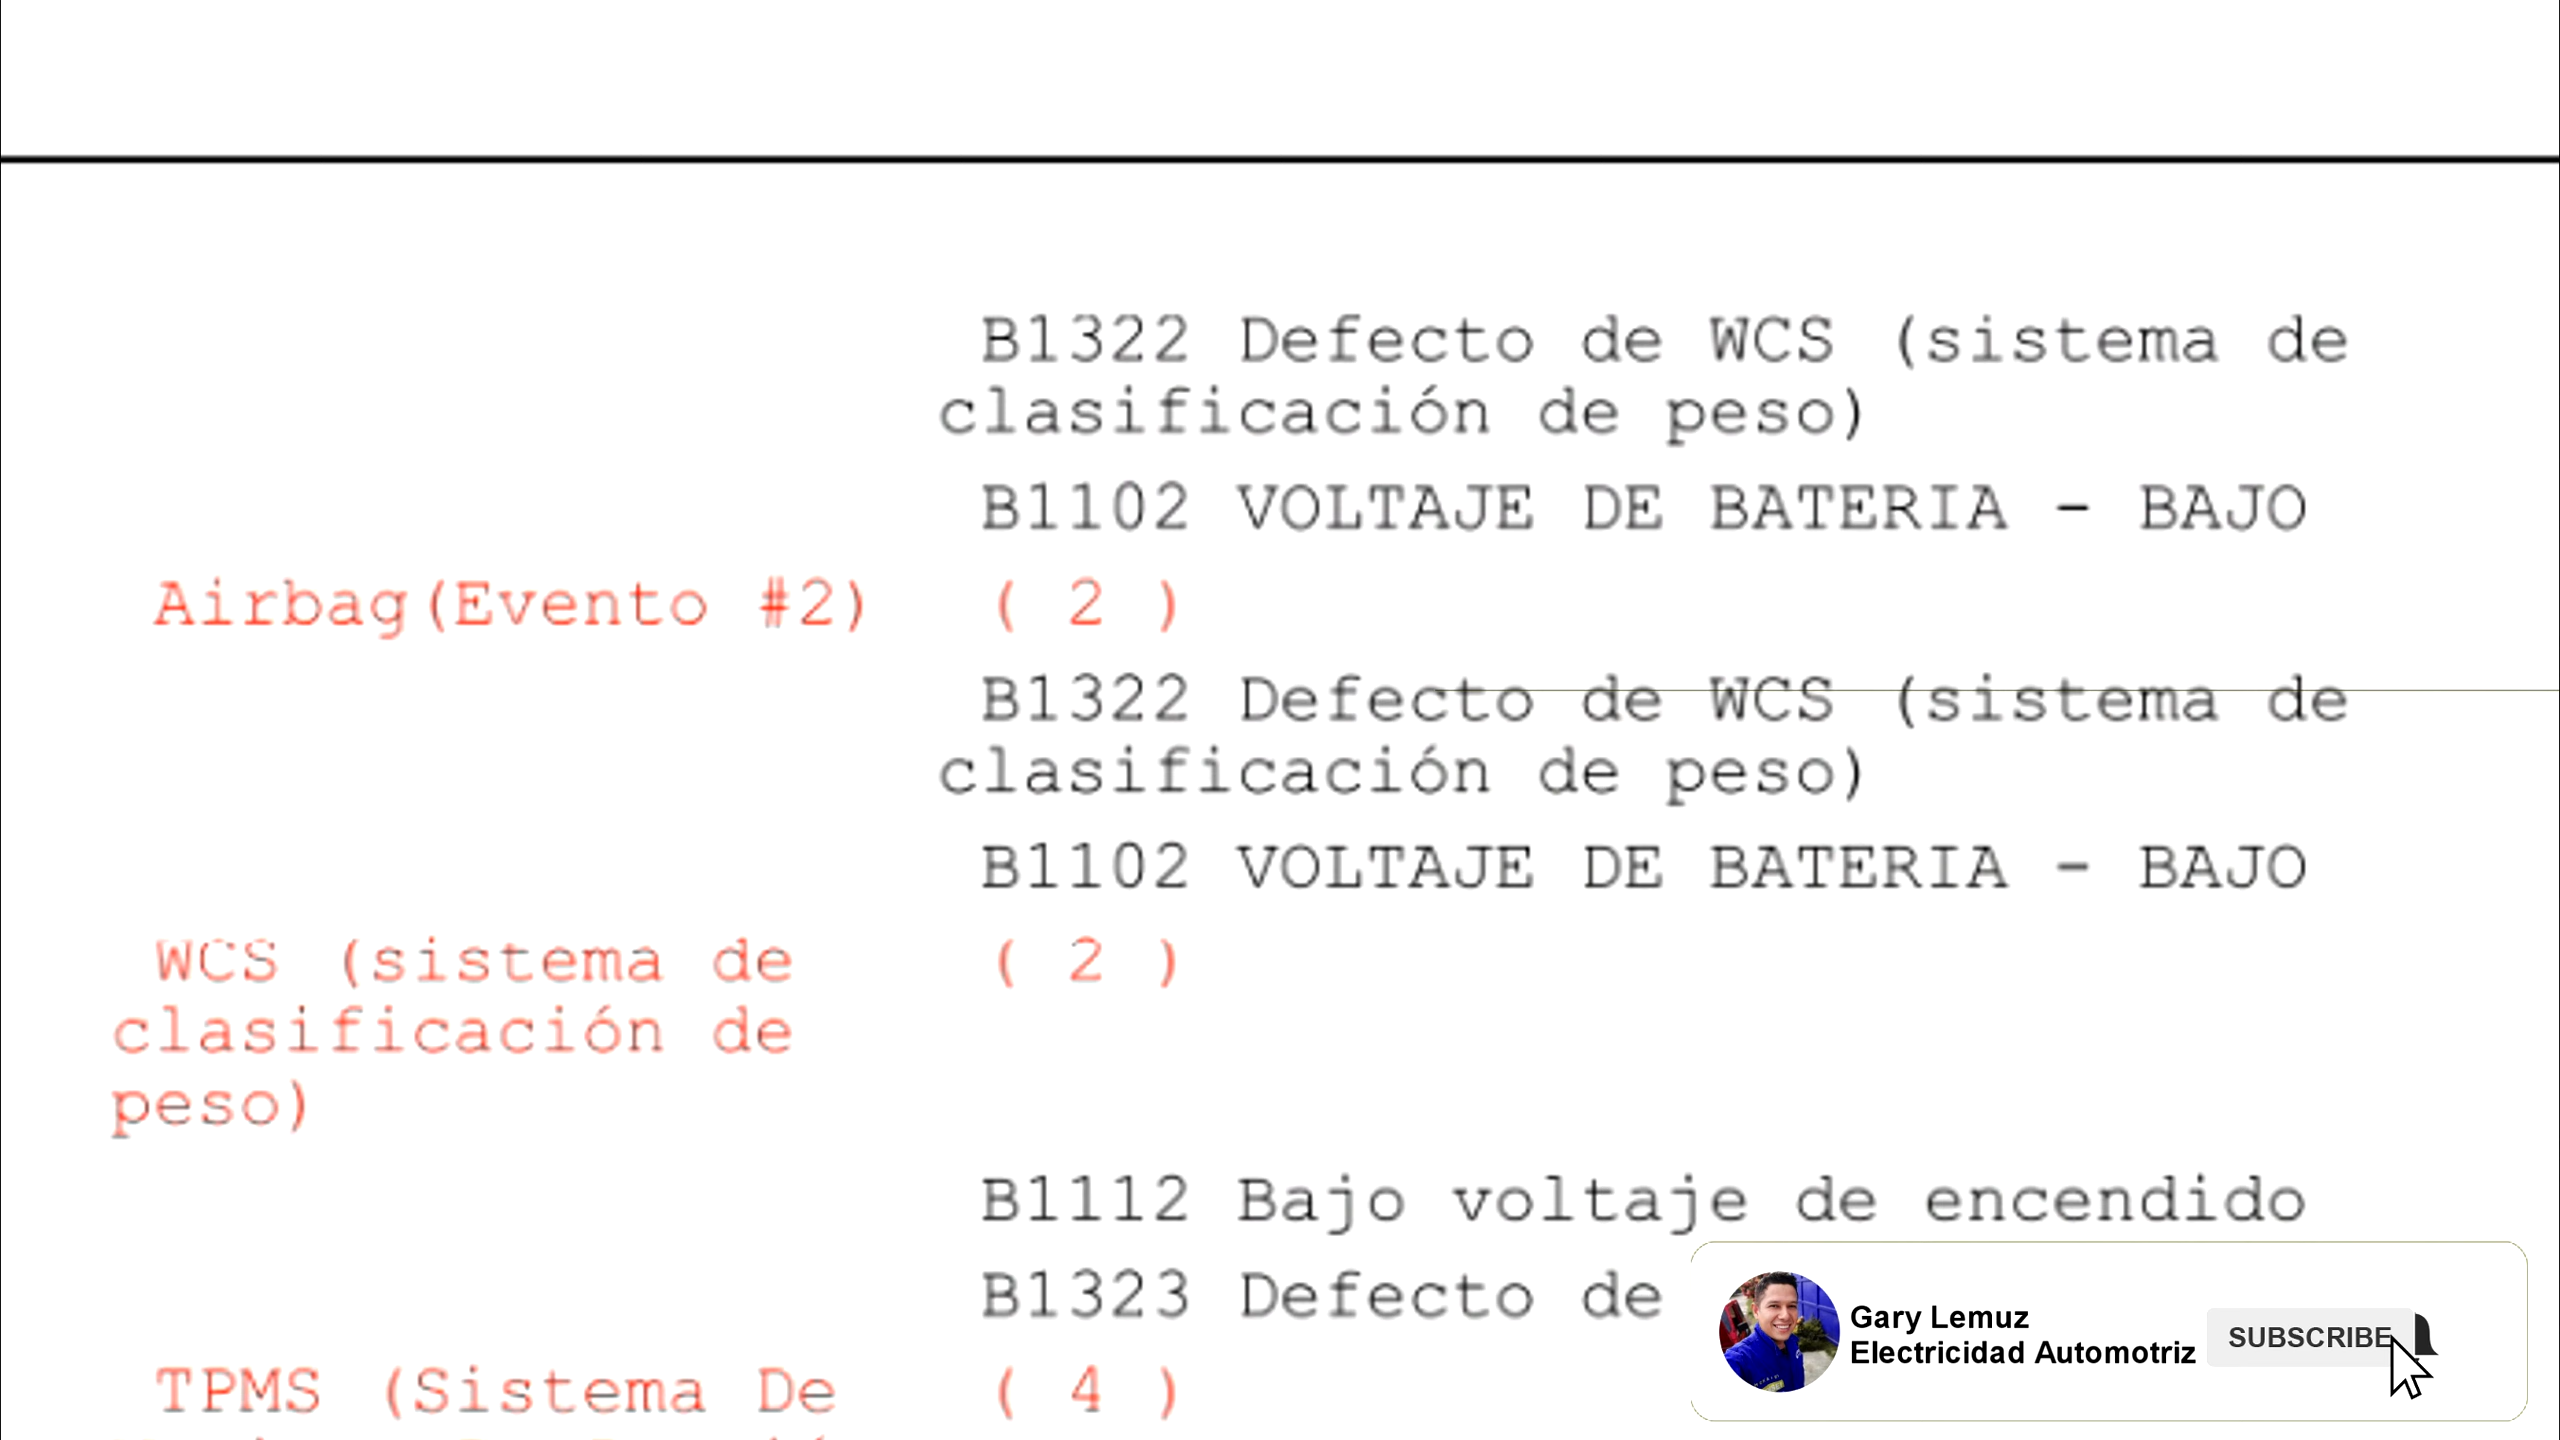 B1322 Defecto de WCS (sistema de
clasificación de peso)
B1102 VOLTAJE DE BATERIA - BAJO
Airbag(Evento #2) ( 2 )
B1322 Defecto de WCS (sistema de
clasificación de peso)
B1102 VOLTAJE DE BATERIA - BAJO
WCS (sistema de ( 2 )
clasificación de
peso)
B1112 Bajo voltaje de encendido
B1323 Defecto de
TPMS (Sistema De ( 4 )
Gary Lemuz
Electricidad Automotriz
SUBSCRIBE